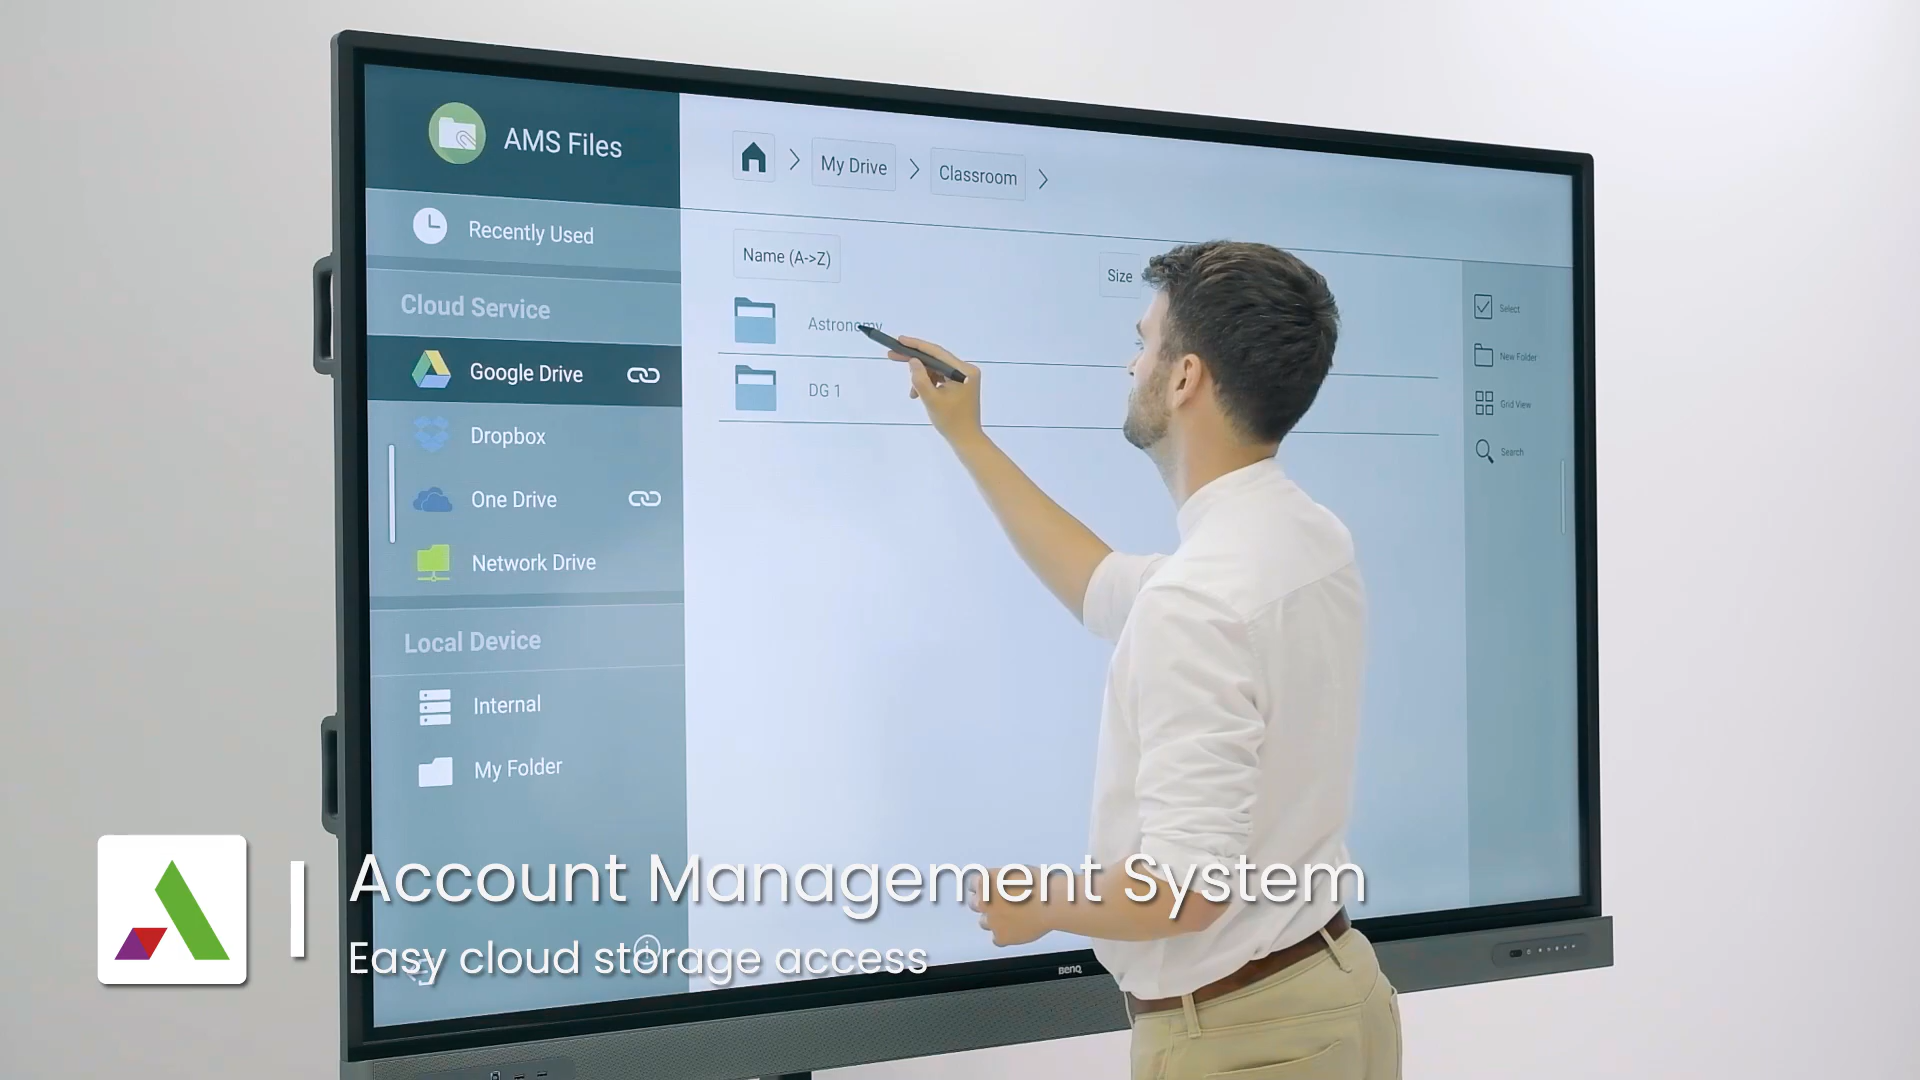 AMS Files
Recently Used
Cloud Service
Google Drive
Dropbox
One Drive
Network Drive
Local Device
Internal
My Folder
My Drive
Classroom
Name (A->Z)
Size
Astronomy
DG 1
Select
New Folder
Grid View
Search
BenQ
Account Management System
Easy cloud storage access